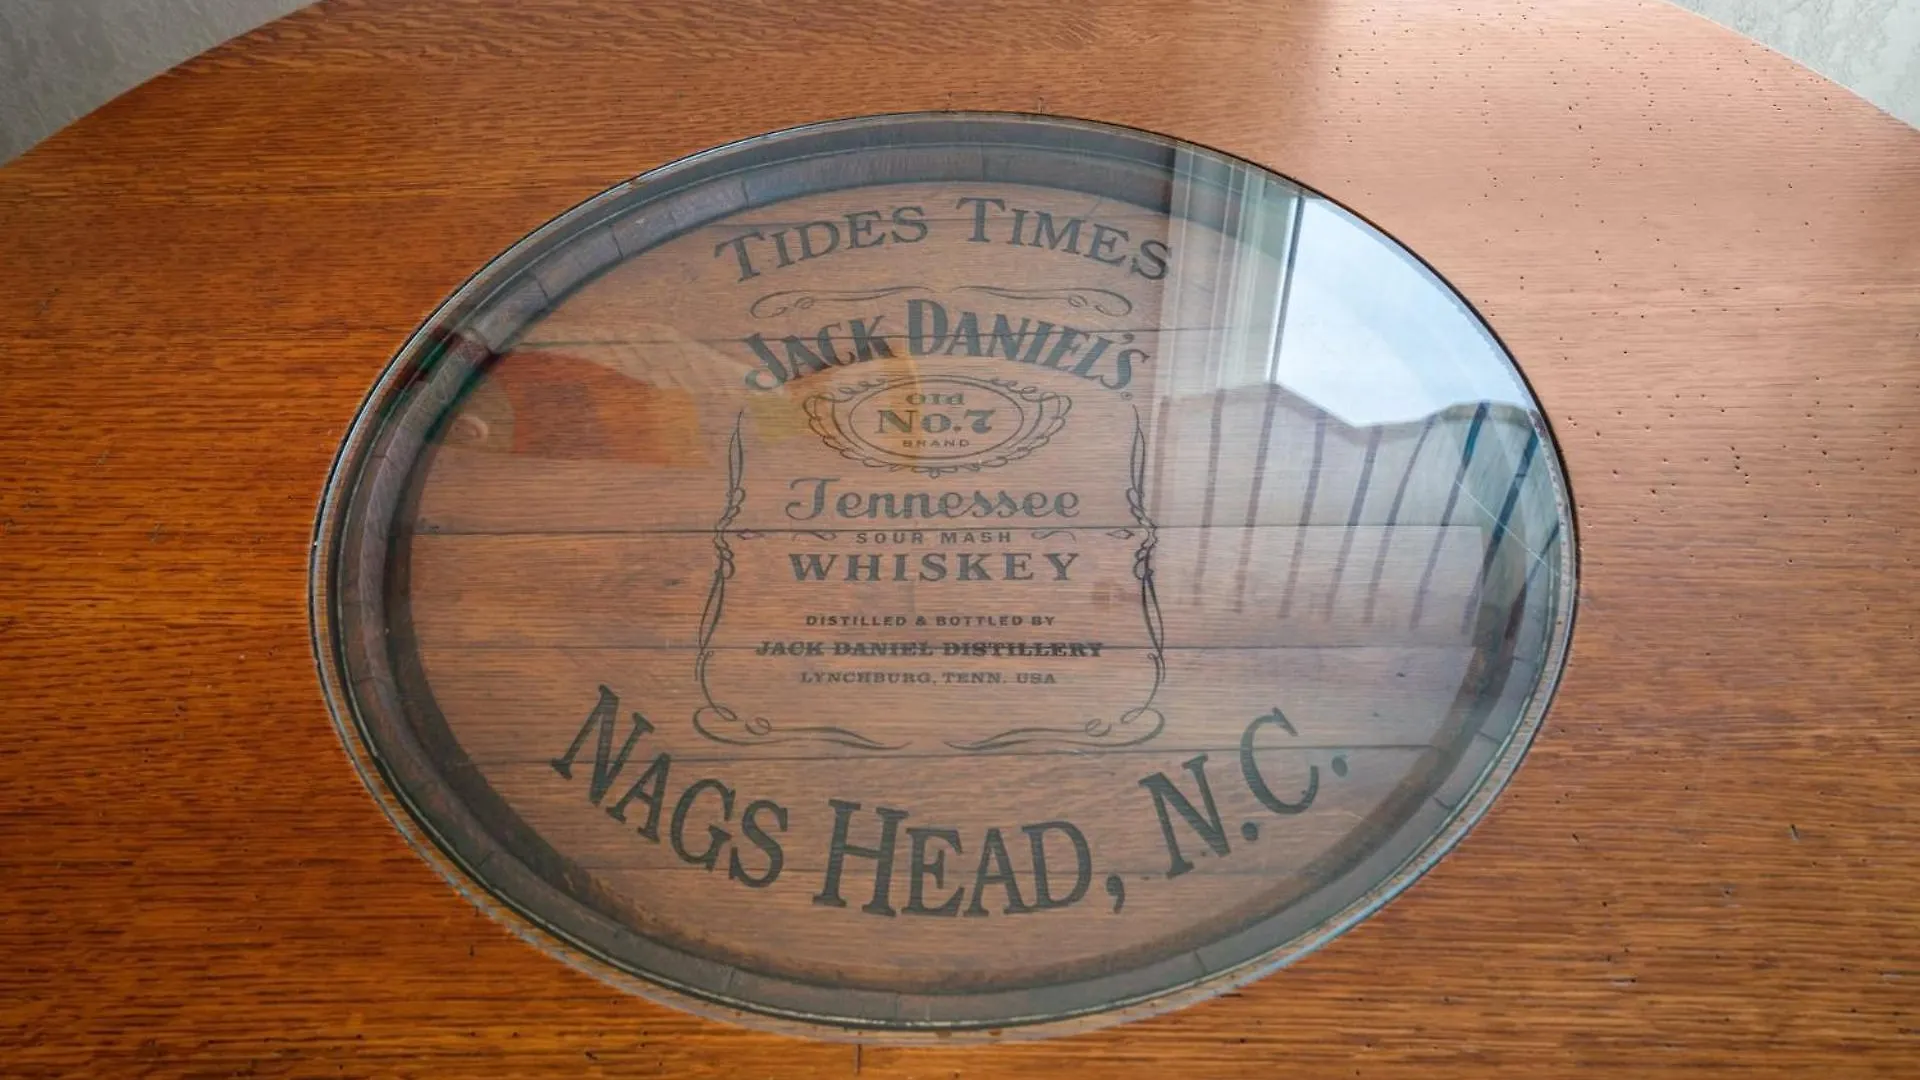 TIDES TIMES
JACK DANIEL'S
Old
No.7
BRAND
Tennessee
SOUR MASH
WHISKEY
DISTILLED & BOTTLED BY
JACK DANIEL DISTILLERY
LYNCHBURG, TENN. USA
NAGS HEAD, N.C.